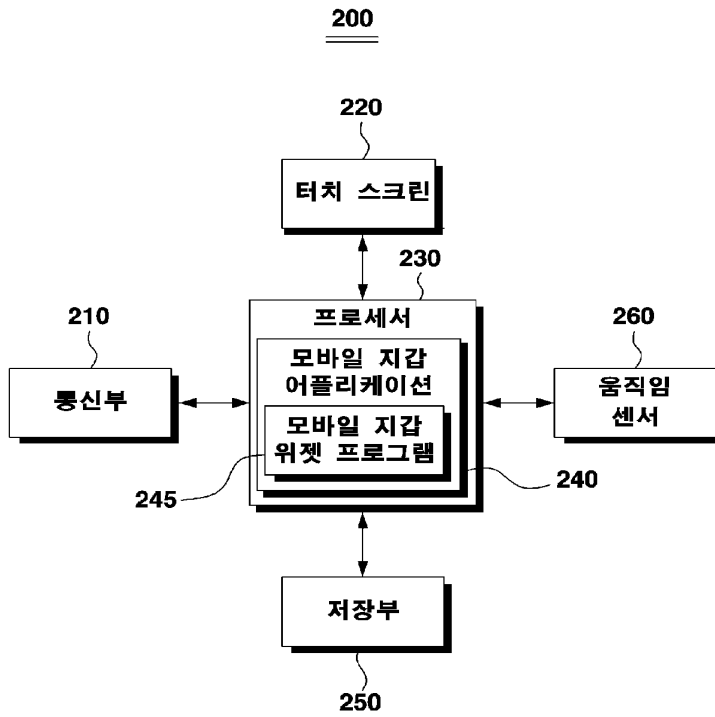 200
220
터치 스크린
230
210
프로세서
260
모바일 지갑
어플리케이션
통신부
움직임
센서
모바일 지갑
위젯 프로그램
245
240
저장부
250